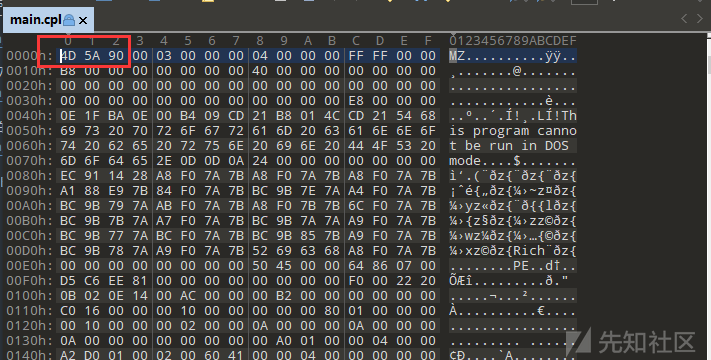 main.cpl
0 1 2 3 4 5 6 7 8 9 A B C D E F 0123456789ABCDEF
0000h: 4D 5A 90 00 03 00 00 00 04 00 00 00 FF FF 00 00 MZ..........ÿÿ..
0010h: B8 00 00 00 00 00 00 00 40 00 00 00 00 00 00 00 ¸.......@.......
0020h: 00 00 00 00 00 00 00 00 00 00 00 00 00 00 00 00 ................
0030h: 00 00 00 00 00 00 00 00 00 00 00 00 E8 00 00 00 ............è...
0040h: 0E 1F BA 0E 00 B4 09 CD 21 B8 01 4C CD 21 54 68 ..º..´.Í!¸.LÍ!Th
0050h: 69 73 20 70 72 6F 67 72 61 6D 20 63 61 6E 6E 6F is program canno
0060h: 74 20 62 65 20 72 75 6E 20 69 6E 20 44 4F 53 20 t be run in DOS
0070h: 6D 6F 64 65 2E 0D 0D 0A 24 00 00 00 00 00 00 00 mode....$.......
0080h: EC 91 14 28 A8 F0 7A 7B A8 F0 7A 7B A8 F0 7A 7B ì‘.(¨ðz{¨ðz{¨ðz{
0090h: A1 88 E9 7B 84 F0 7A 7B BC 9B 7E 7A A4 F0 7A 7B ¡ˆé{„ðz{¼›~z¤ðz{
00A0h: BC 9B 79 7A AB F0 7A 7B A8 F0 7B 7B 6C F0 7A 7B ¼›yz«ðz{¨ð{{lðz{
00B0h: BC 9B 7B 7A A7 F0 7A 7B BC 9B 7A 7A A9 F0 7A 7B ¼›{z§ðz{¼›zz©ðz{
00C0h: BC 9B 77 7A BC F0 7A 7B BC 9B 85 7B A9 F0 7A 7B ¼›wz¼ðz{¼›…{©ðz{
00D0h: BC 9B 78 7A A9 F0 7A 7B 52 69 63 68 A8 F0 7A 7B ¼›xz©ðz{Rich¨ðz{
00E0h: 00 00 00 00 00 00 00 00 50 45 00 00 64 86 07 00 ........PE..d†..
00F0h: D5 C6 EE 81 00 00 00 00 00 00 00 00 F0 00 22 20 ÕÆî.........ð."
0100h: 0B 02 0E 14 00 AC 00 00 00 B2 00 00 00 00 00 00 .....¬...²......
0110h: C0 16 00 00 00 10 00 00 00 00 00 80 01 00 00 00 À..........€....
0120h: 00 10 00 00 00 02 00 00 0A 00 00 00 0A 00 00 00
0130h: 0A 00 00 00 00 00 00 00 00 A0 01 00 00 04 00 00
0140h: A2 D0 01 00 02 00 60 41 00 00 04 00 00 00 00 00
先知社区